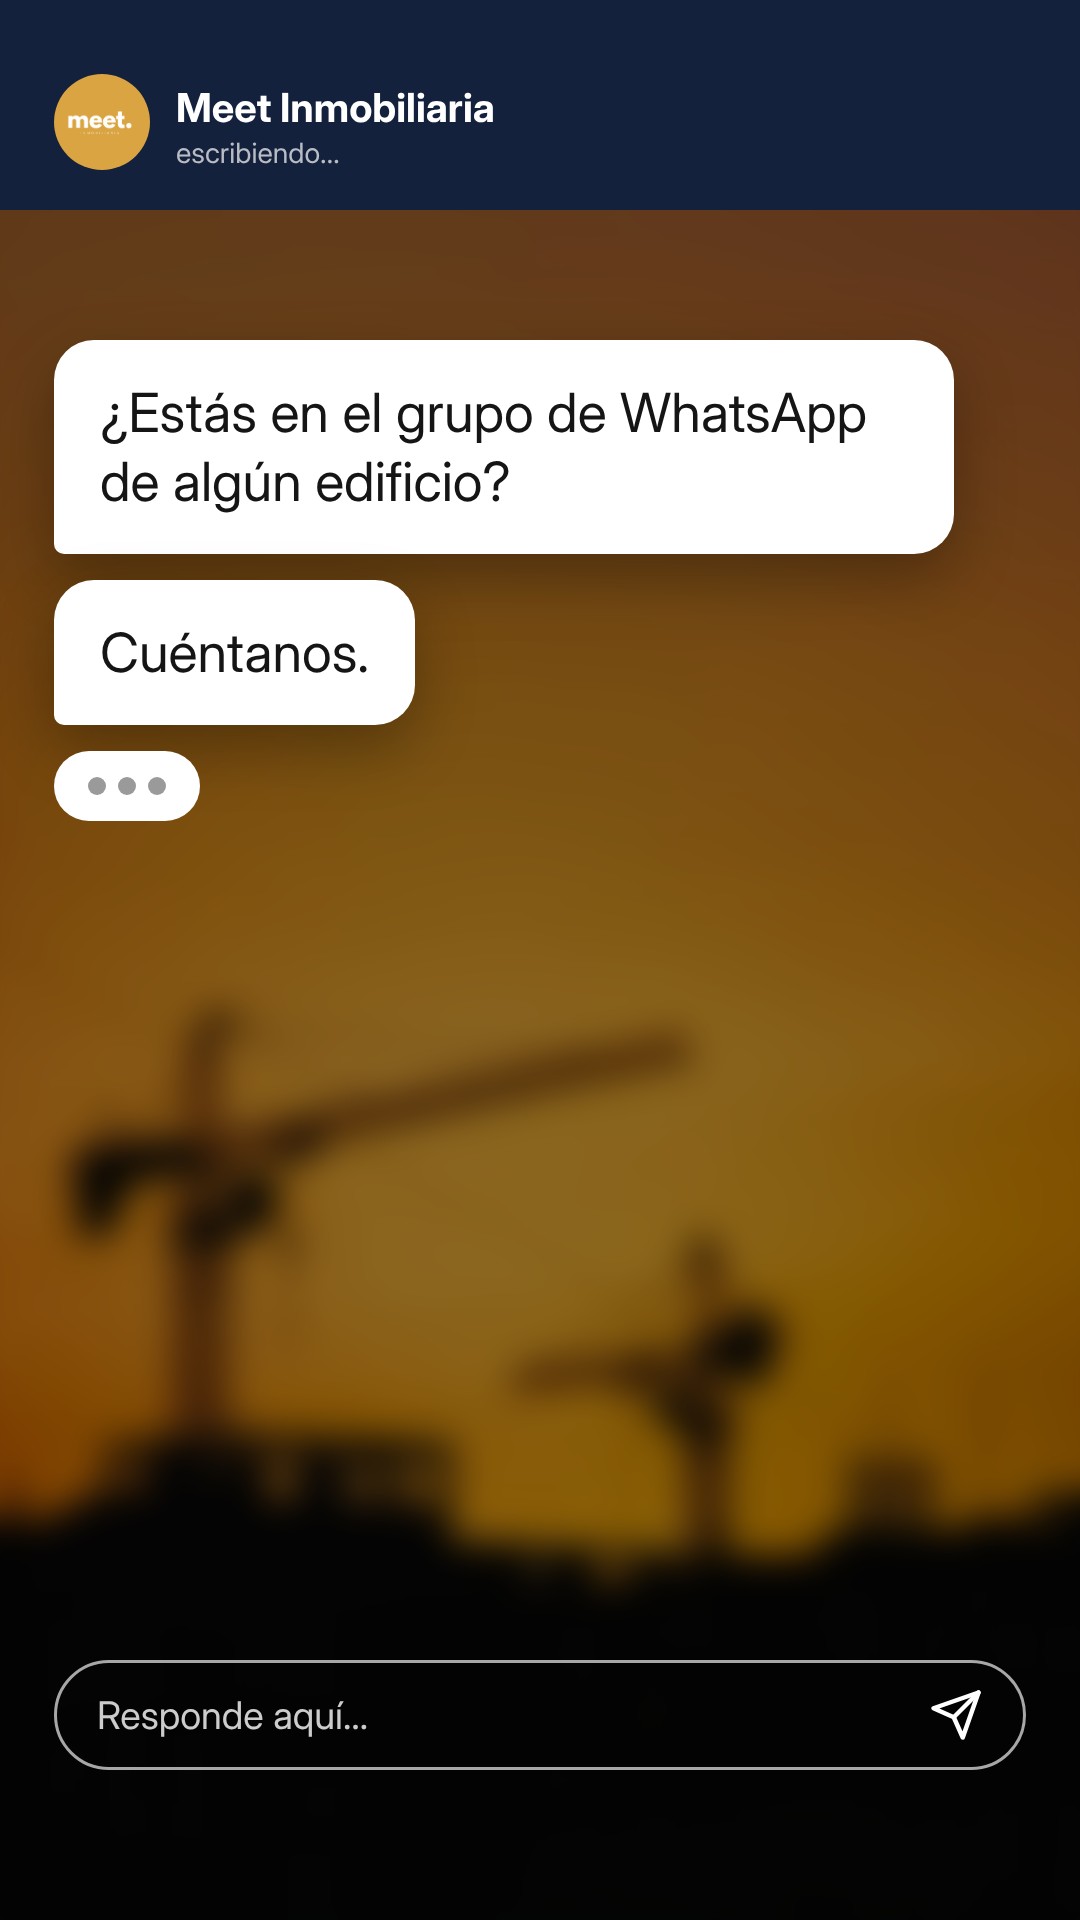 meet.
Meet Inmobiliaria
escribiendo...
¿Estás en el grupo de WhatsApp
de algún edificio?
Cuéntanos.
Responde aquí...